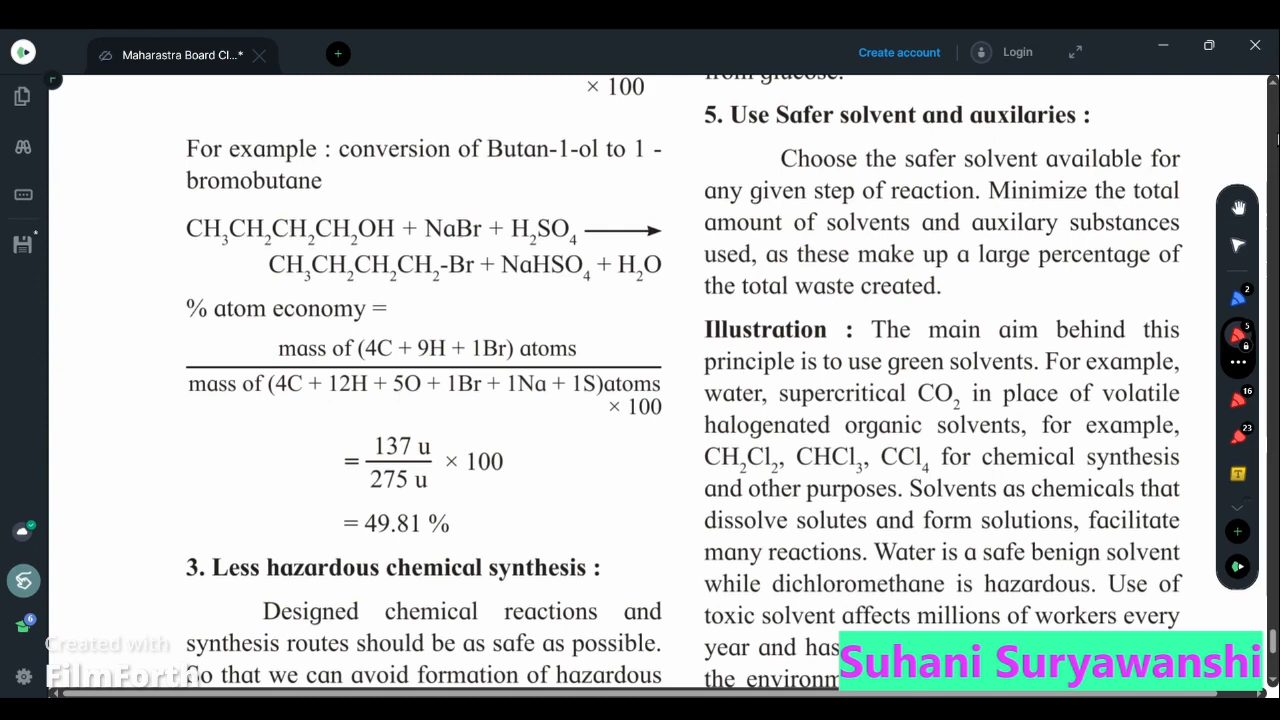 Maharastra Board Cl...*
Create account
Login
× 100
For example : conversion of Butan-1-ol to 1 -
bromobutane
CH₃CH₂CH₂CH₂OH + NaBr + H₂SO₄ ⟶
CH₃CH₂CH₂CH₂-Br + NaHSO₄ + H₂O
% atom economy =
mass of (4C + 9H + 1Br) atoms
mass of (4C + 12H + 5O + 1Br + 1Na + 1S)atoms
× 100
= 137 u
275 u
× 100
= 49.81 %
3. Less hazardous chemical synthesis :
Designed chemical reactions and
synthesis routes should be as safe as possible.
So that we can avoid formation of hazardous
from glucose.
5. Use Safer solvent and auxilaries :
Choose the safer solvent available for
any given step of reaction. Minimize the total
amount of solvents and auxilary substances
used, as these make up a large percentage of
the total waste created.
Illustration : The main aim behind this
principle is to use green solvents. For example,
water, supercritical CO₂ in place of volatile
halogenated organic solvents, for example,
CH₂Cl₂, CHCl₃, CCl₄ for chemical synthesis
and other purposes. Solvents as chemicals that
dissolve solutes and form solutions, facilitate
many reactions. Water is a safe benign solvent
while dichloromethane is hazardous. Use of
toxic solvent affects millions of workers every
year and has
the environm
2
5
16
23
T
6
Created with
FilmForth
Suhani Suryawanshi